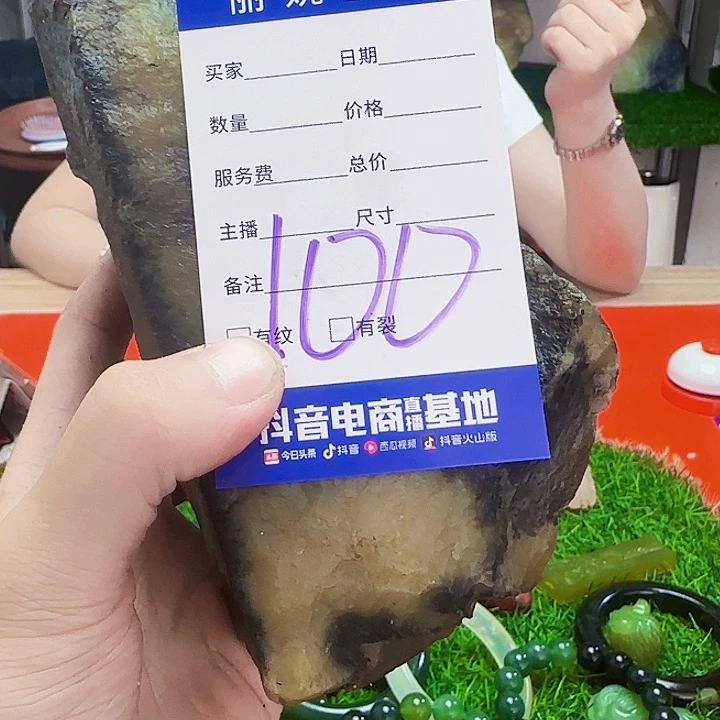 买家 日期
数量 价格
服务费 总价
主播 尺寸
备注
100
有纹 有裂
抖音电商直播基地
今日头条 抖音 西瓜视频 抖音火山版